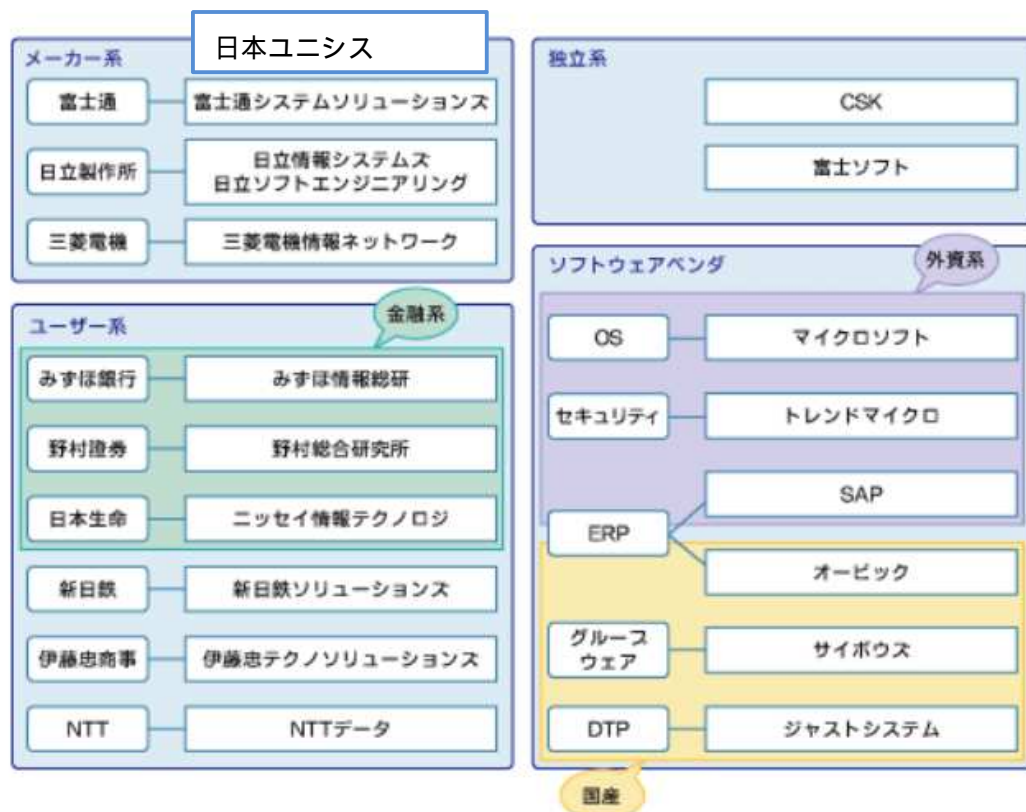 日本ユニシス
メーカー系
富士通
富士通システムソリューションズ
日立製作所
日立情報システムズ
日立ソフトエンジニアリング
三菱電機
三菱電機情報ネットワーク
ユーザー系
金融系
みずほ銀行
みずほ情報総研
野村證券
野村総合研究所
日本生命
ニッセイ情報テクノロジ
新日鉄
新日鉄ソリューションズ
伊藤忠商事
伊藤忠テクノソリューションズ
NTT
NTTデータ
独立系
CSK
富士ソフト
ソフトウェアベンダ
外資系
OS
マイクロソフト
セキュリティ
トレンドマイクロ
ERP
SAP
オービック
グループ
ウェア
サイボウズ
DTP
ジャストシステム
国産